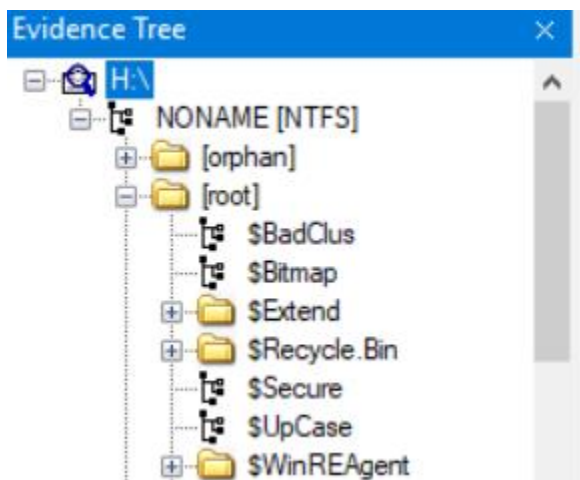 Evidence Tree
H:\
NONAME [NTFS]
[orphan]
[root]
$BadClus
$Bitmap
$Extend
$Recycle.Bin
$Secure
$UpCase
$WinREAgent